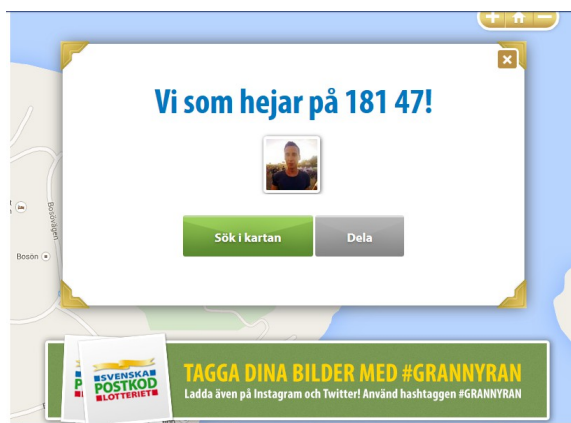 Vi som hejar på 181 47!
Sök i kartan
Dela
Bosövägen
Bosön
TAGGA DINA BILDER MED #GRANNYRAN
Ladda även på Instagram och Twitter! Använd hashtaggen #GRANNYRAN
SVENSKA
POSTKOD
LOTTERIET